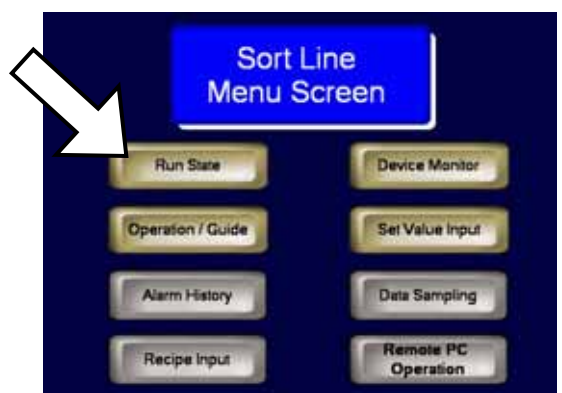 Sort Line
Menu Screen
Run State
Device Monitor
Operation / Guide
Set Value Input
Alarm History
Data Sampling
Recipe Input
Remote PC
Operation